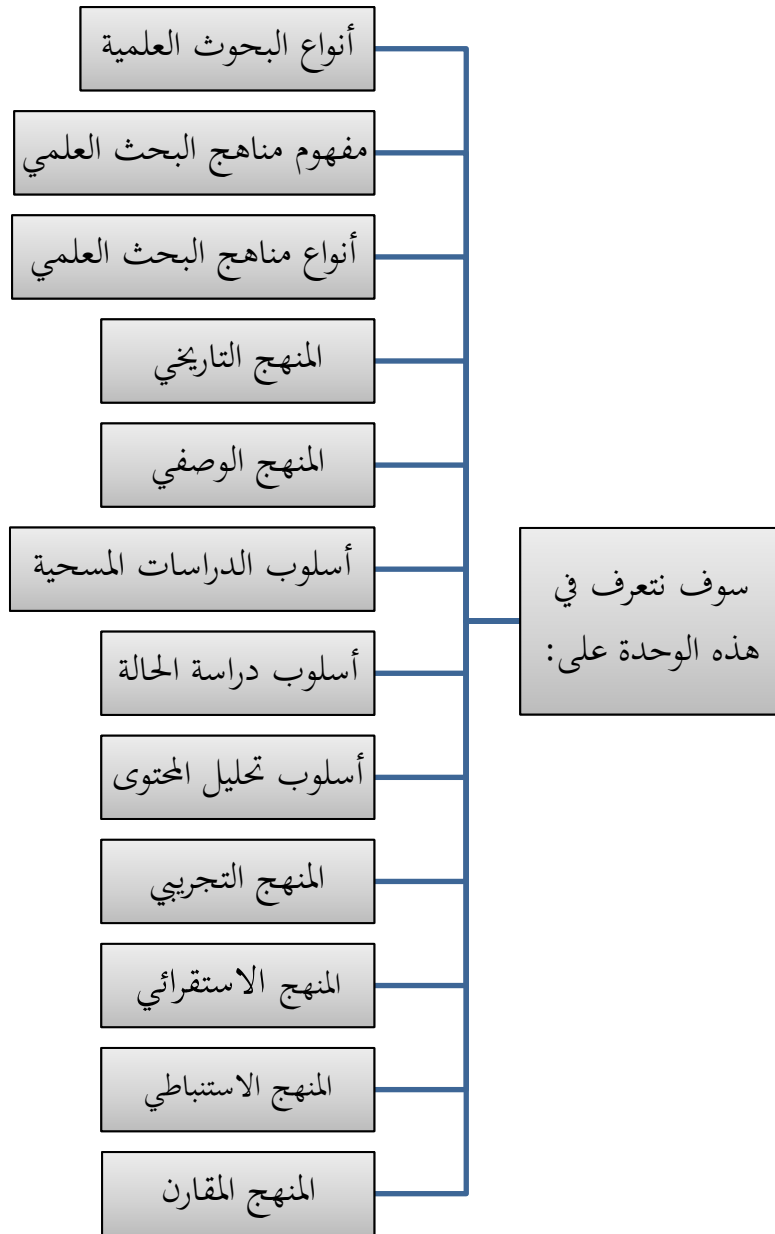 سوف نتعرف في
هذه الوحدة على:
أنواع البحوث العلمية
مفهوم مناهج البحث العلمي
أنواع مناهج البحث العلمي
المنهج التاريخي
المنهج الوصفي
أسلوب الدراسات المسحية
أسلوب دراسة الحالة
أسلوب تحليل المحتوى
المنهج التجريبي
المنهج الاستقرائي
المنهج الاستنباطي
المنهج المقارن